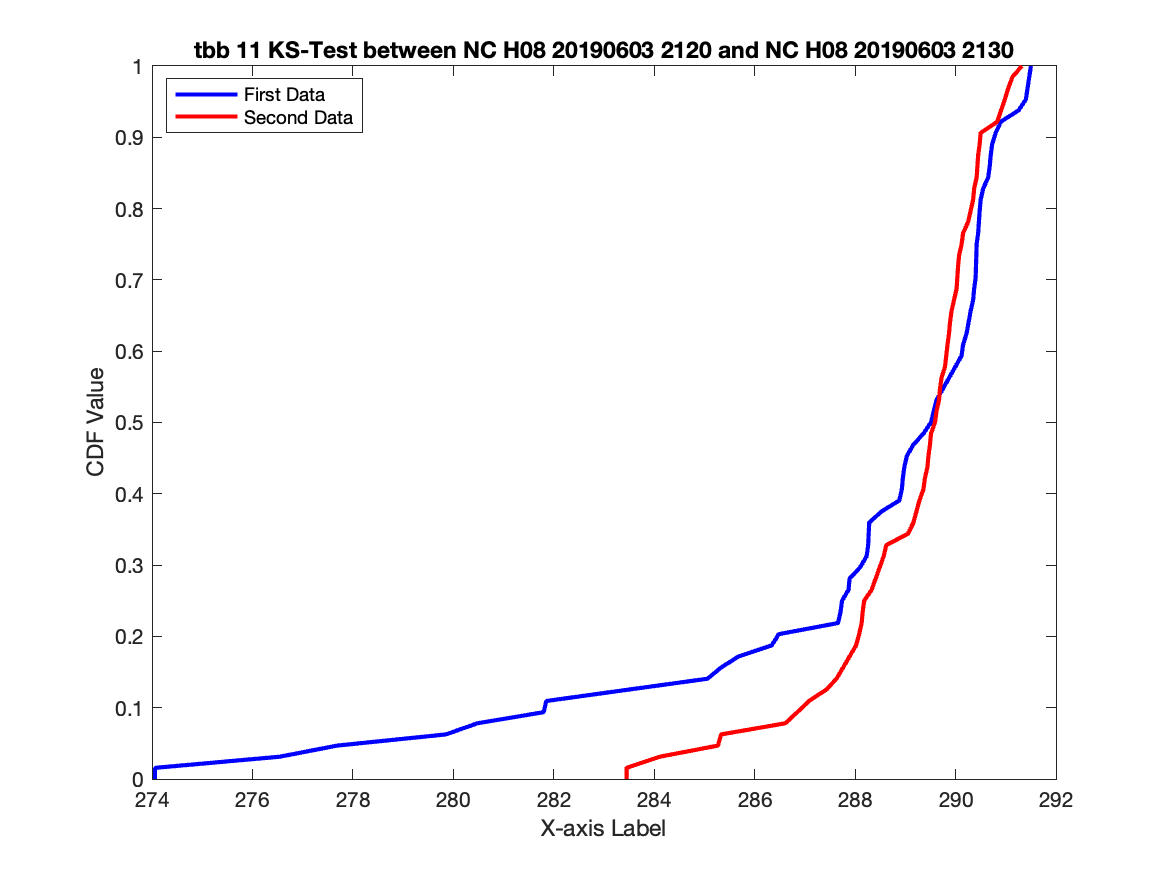 tbb 11 KS-Test between NC H08 20190603 2120 and NC H08 20190603 2130
First Data
Second Data
1
0.9
0.8
0.7
0.6
0.5
0.4
0.3
0.2
0.1
0
CDF Value
274 276 278 280 282 284 286 288 290 292
X-axis Label